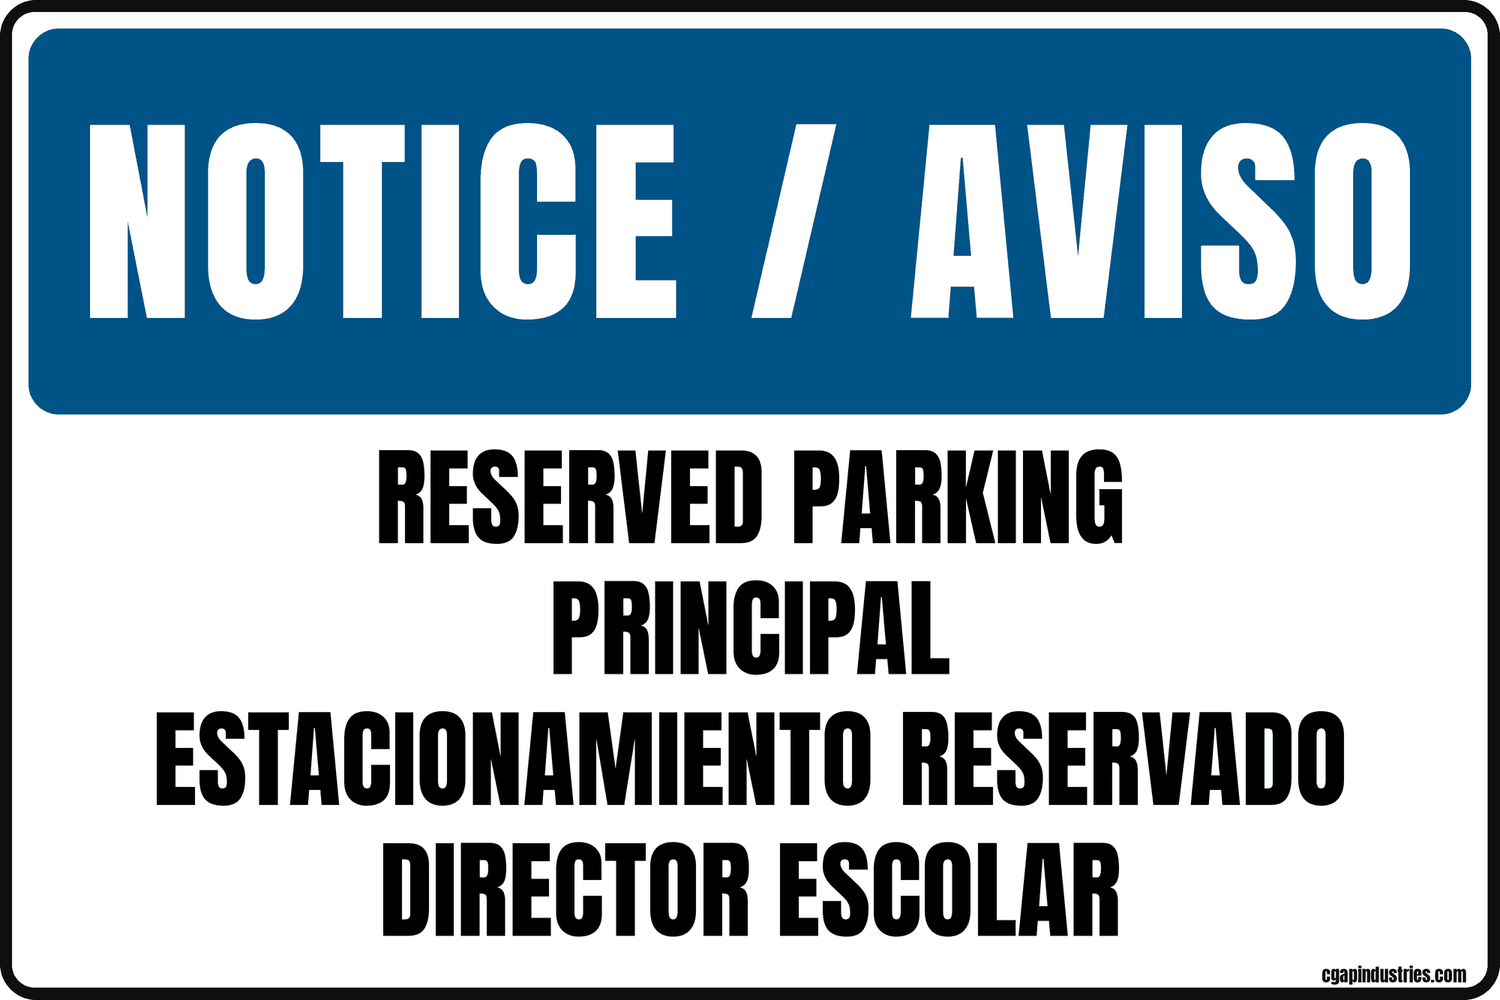 NOTICE / AVISO
RESERVED PARKING
PRINCIPAL
ESTACIONAMIENTO RESERVADO
DIRECTOR ESCOLAR
cgapindustries.com